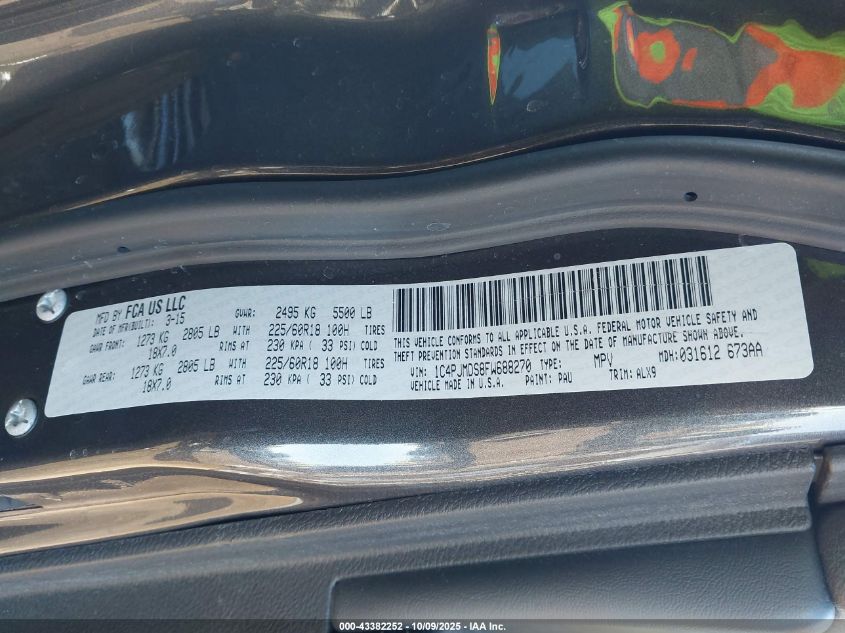 MFD BY FCA US LLC
DATE OF MFR(BUILT): 3-15 GVWR: 2495 KG 5500 LB
GAWR FRONT: 1273 KG 2805 LB WITH 225/60R18 100H TIRES
18X7.0 RIMS AT 230 KPA ( 33 PSI) COLD
GAWR REAR: 1273 KG 2805 LB WITH 225/60R18 100H TIRES
18X7.0 RIMS AT 230 KPA ( 33 PSI) COLD
THIS VEHICLE CONFORMS TO ALL APPLICABLE U.S.A. FEDERAL MOTOR VEHICLE SAFETY AND
THEFT PREVENTION STANDARDS IN EFFECT ON THE DATE OF MANUFACTURE SHOWN ABOVE.
VIN: 1C4PJMDS8FW688270 TYPE: MPV MDH:031612 673AA
VEHICLE MADE IN U.S.A. PAINT: PAU TRIM: ALX9
000-43382252 - 10/09/2025 - IAA Inc.